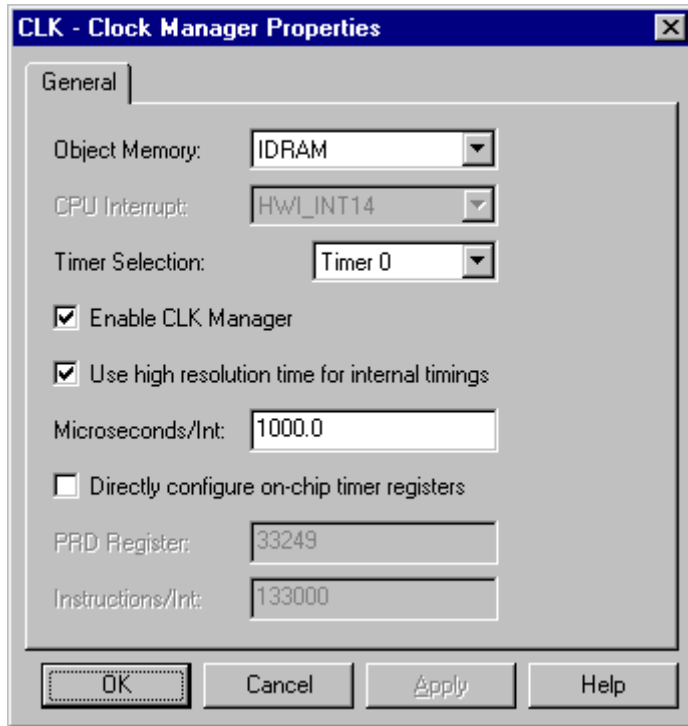 CLK - Clock Manager Properties
General
Object Memory: IDRAM
CPU Interrupt: HWI_INT14
Timer Selection: Timer 0
Enable CLK Manager
Use high resolution time for internal timings
Microseconds/Int: 1000.0
Directly configure on-chip timer registers
PRD Register: 33249
Instructions/Int: 133000
OK Cancel Apply Help